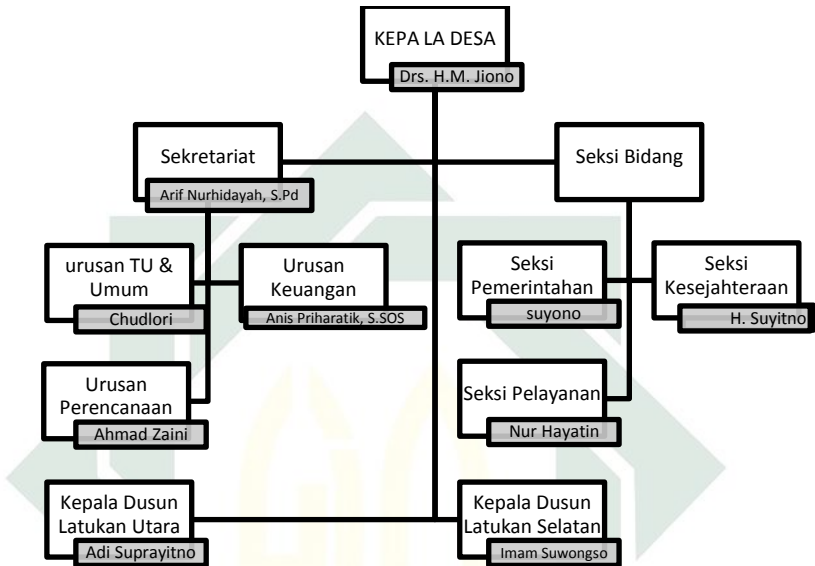 KEPA LA DESA
Drs. H.M. Jiono
Sekretariat
Arif Nurhidayah, S.Pd
Seksi Bidang
urusan TU &
Umum
Chudlori
Urusan
Keuangan
Anis Priharatik, S.SOS
Seksi
Pemerintahan
suyono
Seksi
Kesejahteraan
H. Suyitno
Urusan
Perencanaan
Ahmad Zaini
Seksi Pelayanan
Nur Hayatin
Kepala Dusun
Latukan Utara
Adi Suprayitno
Kepala Dusun
Latukan Selatan
Imam Suwongso